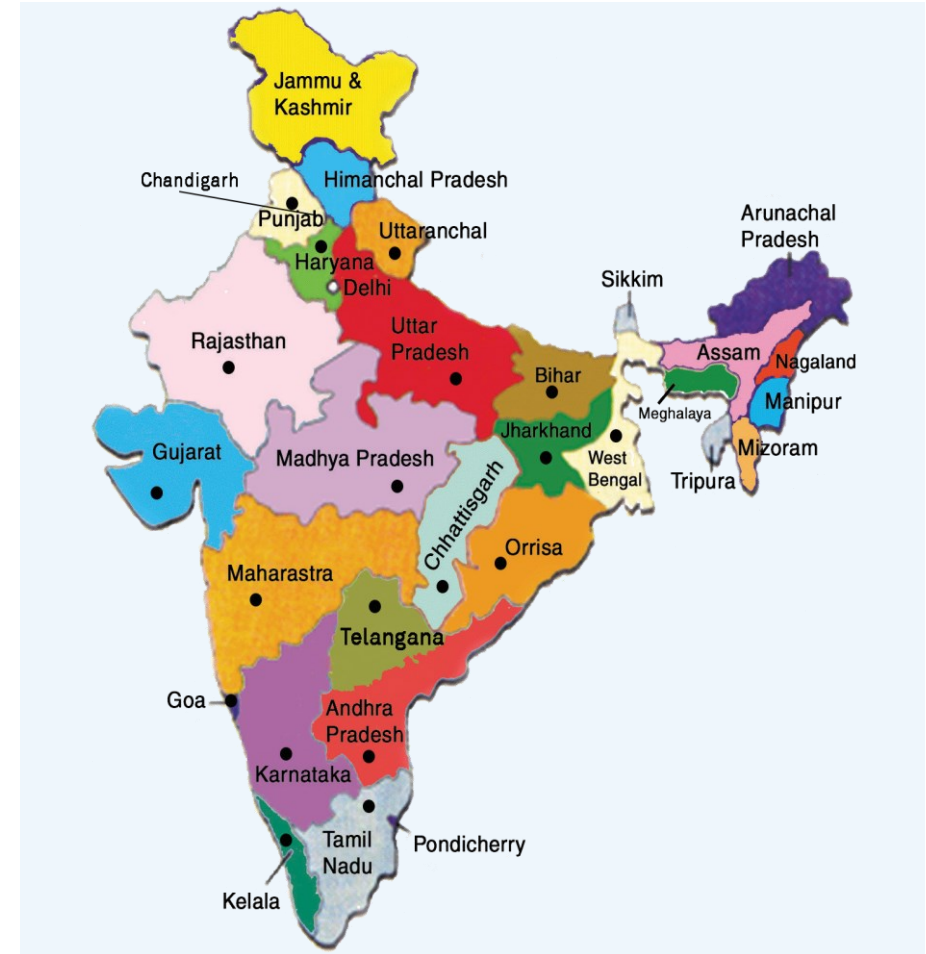 Jammu &
Kashmir
Chandigarh
Himanchal Pradesh
Punjab
Uttaranchal
Arunachal
Pradesh
Haryana
Delhi
Sikkim
Rajasthan
Uttar
Pradesh
Assam
Nagaland
Bihar
Meghalaya
Manipur
Jharkhand
Gujarat
Madhya Pradesh
West
Bengal
Mizoram
Tripura
Chhattisgarh
Orrisa
Maharastra
Telangana
Goa
Andhra
Pradesh
Karnataka
Tamil
Nadu
Pondicherry
Kelala